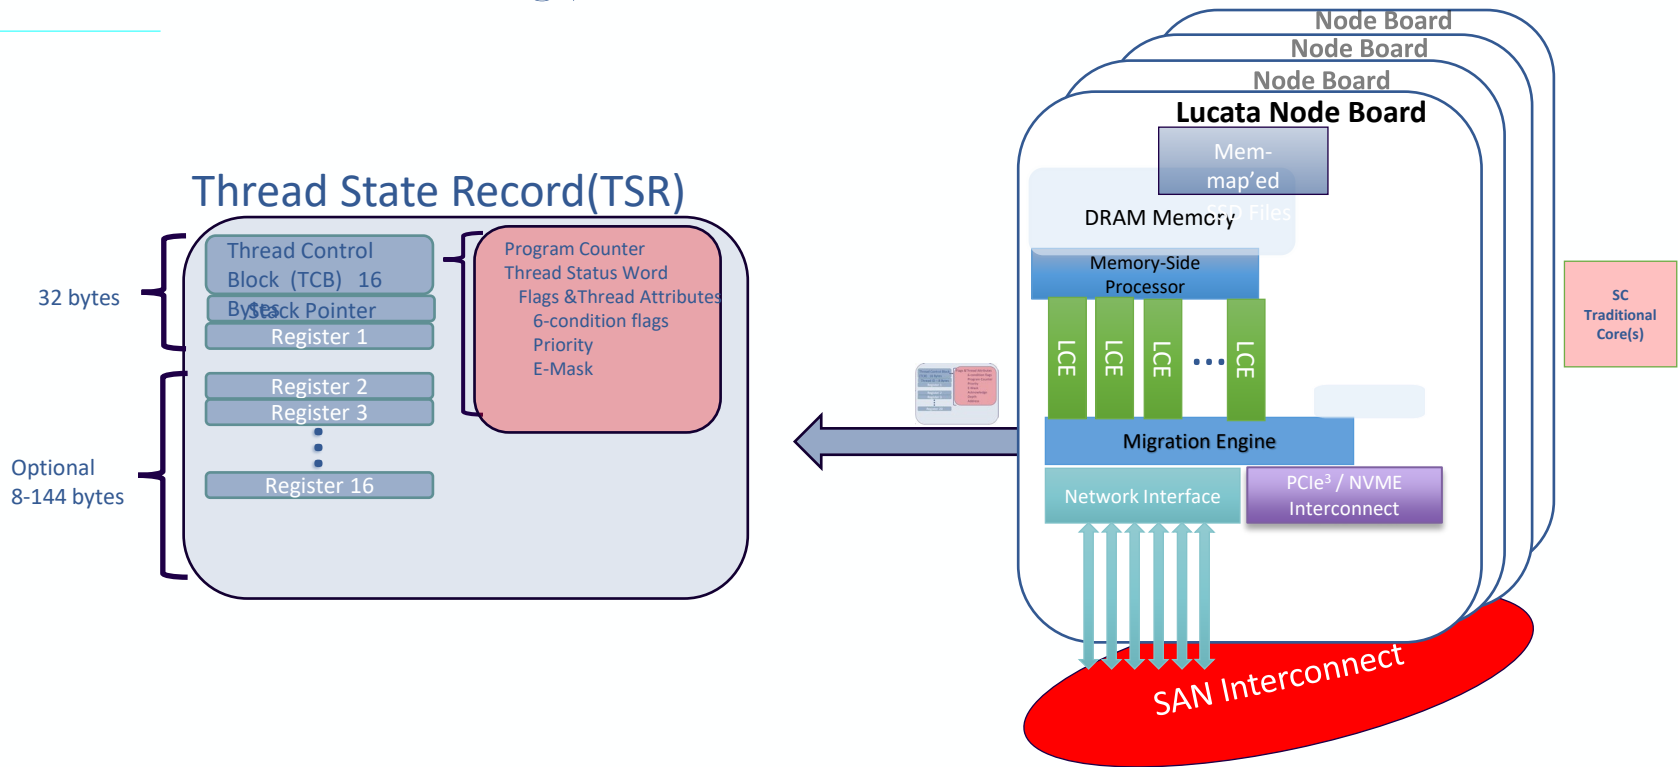 Thread State Record(TSR)
32 bytes
Thread Control
Block (TCB) 16
Bytes
Stack Pointer
Register 1
Register 2
Register 3
Register 16
Optional
8-144 bytes
Program Counter
Thread Status Word
Flags &Thread Attributes
6-condition flags
Priority
E-Mask
Node Board
Node Board
Node Board
Lucata Node Board
Mem-
map’ed
SSD Files
DRAM Memory
Memory-Side
Processor
LCE
LCE
LCE
...
LCE
Migration Engine
Network Interface
PCIe³ / NVME
Interconnect
SAN Interconnect
SC
Traditional
Core(s)